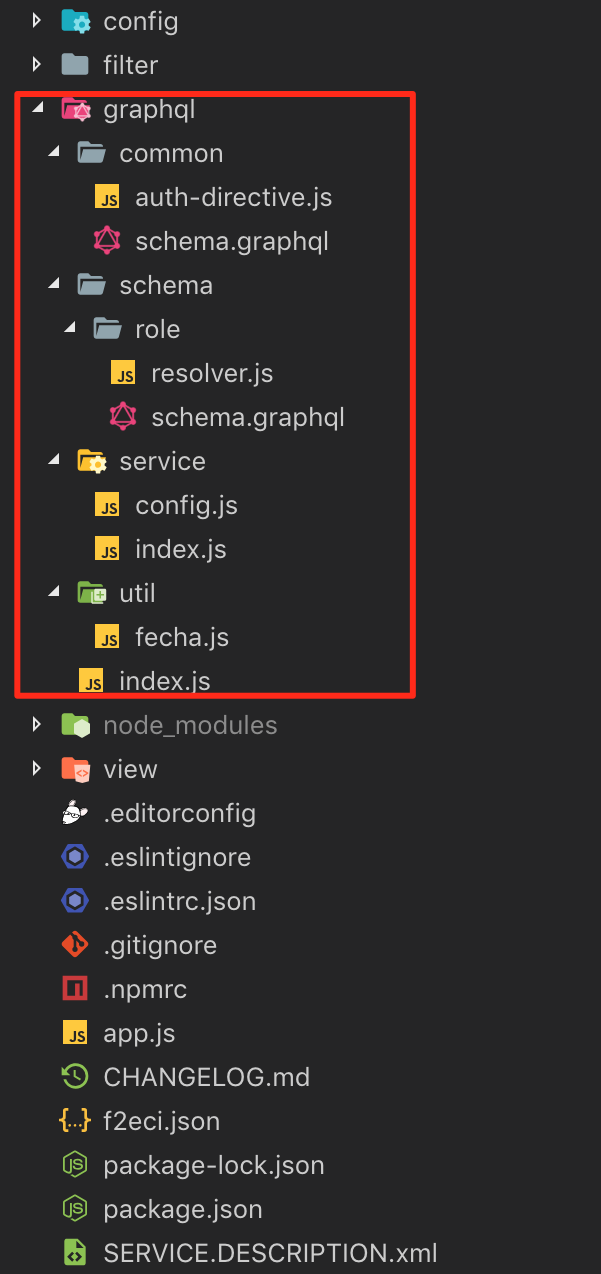 config
filter
graphql
common
JS auth-directive.js
schema.graphql
schema
role
JS resolver.js
schema.graphql
service
JS config.js
JS index.js
util
JS fecha.js
JS index.js
node_modules
view
.editorconfig
.eslintignore
.eslintrc.json
.gitignore
.npmrc
JS app.js
CHANGELOG.md
{...} f2eci.json
JS package-lock.json
JS package.json
SERVICE.DESCRIPTION.xml